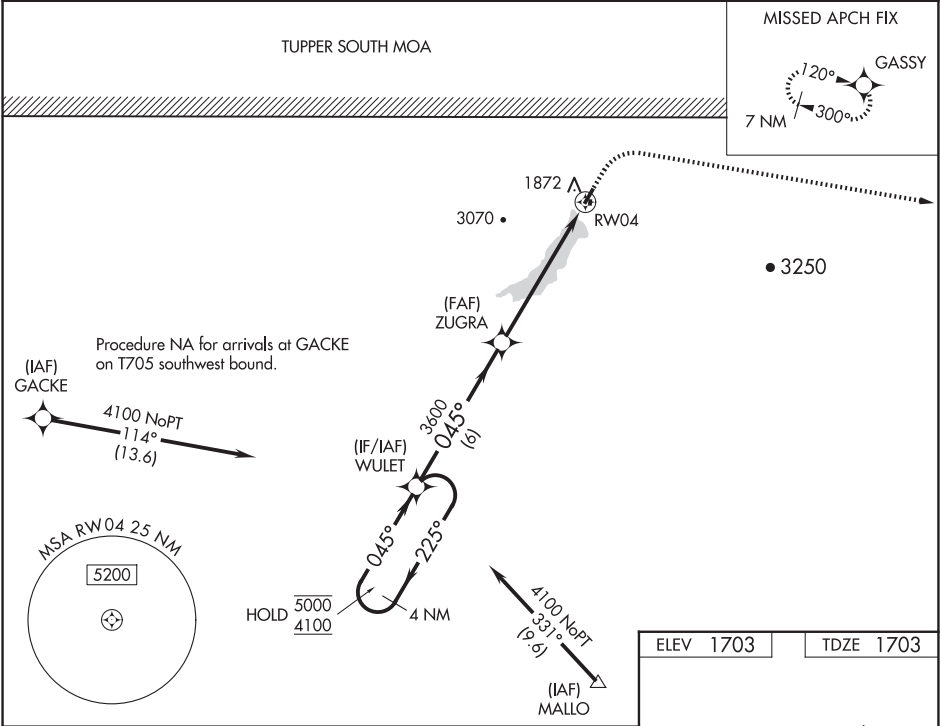 TUPPER SOUTH MOA
MISSED APCH FIX
GASSY
120°
300°
7 NM
1872
RW04
3070
3250
(FAF)
ZUGRA
Procedure NA for arrivals at GACKE
on T705 southwest bound.
(IAF)
GACKE
4100 NoPT
114°
(13.6)
3600
045°
(6)
(IF/IAF)
WULET
045°
225°
MSA RW04 25 NM
5200
HOLD 5000
4100
4 NM
4100 NoPT
331°
(9.6)
(IAF)
MALLO
ELEV 1703
TDZE 1703